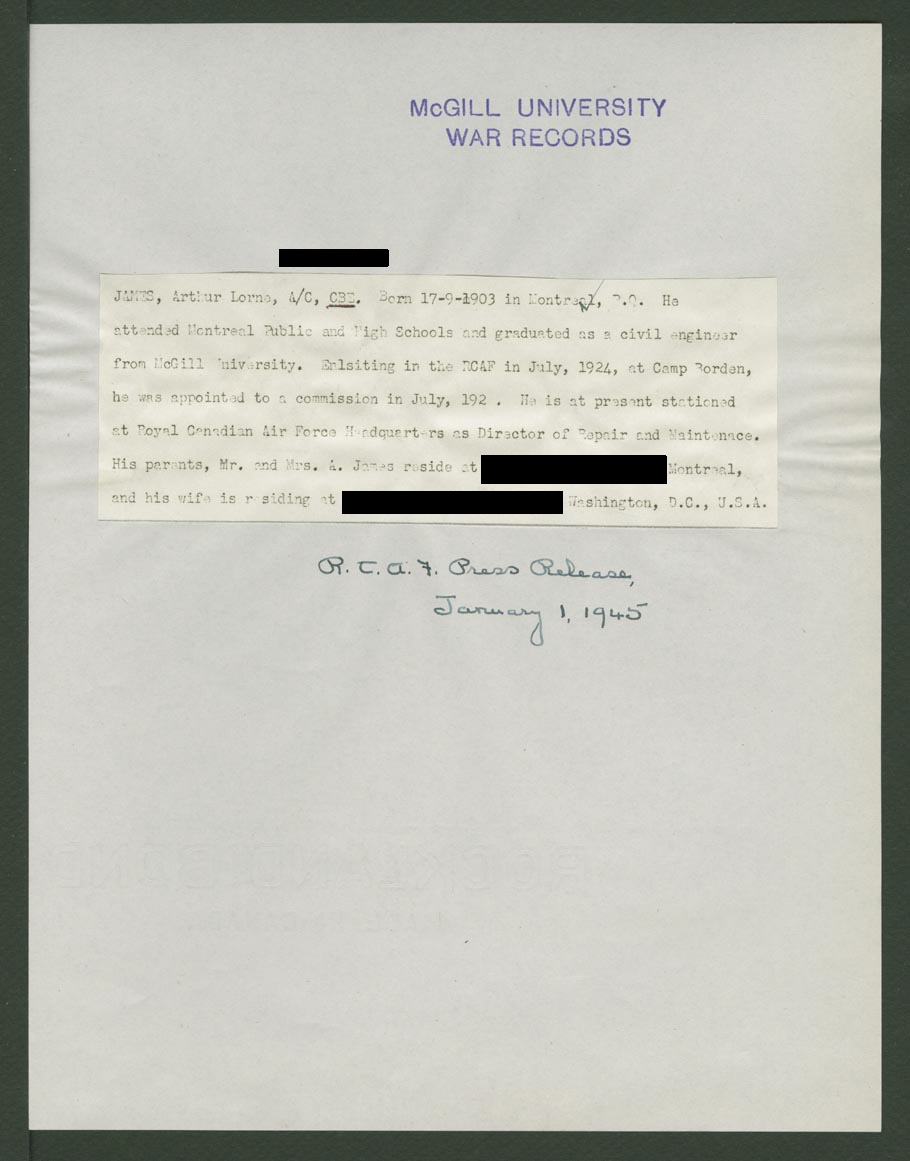 McGILL UNIVERSITY
WAR RECORDS
JAMES, Arthur Lorne, A/C, CBE. Born 17-9-1903 in Montreal, P.Q. He
attended Montreal Public and High Schools and graduated as a civil engineer
from McGill University. Enlsiting in the RCAF in July, 1924, at Camp Borden,
he was appointed to a commission in July, 192 . He is at present stationed
at Royal Canadian Air Force Headquarters as Director of Repair and Maintenace.
His parents, Mr. and Mrs. A. James reside at Montreal,
and his wife is residing at Washington, D.C., U.S.A.
R.C.A.F. Press Release,
January 1, 1945